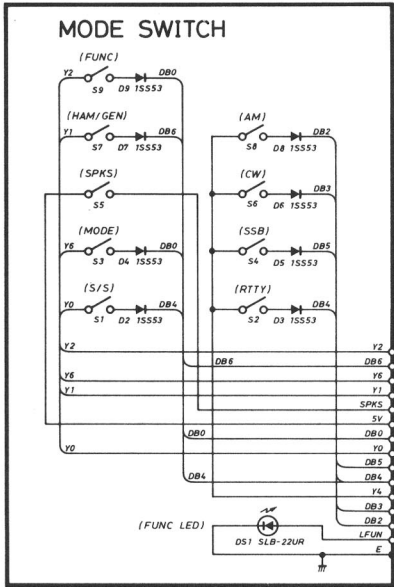 MODE SWITCH
(FUNC)
Y2 S9 D9 1SS53 DB0
(HAM/GEN) (AM)
Y1 S7 D7 1SS53 DB6 S8 D8 1SS53 DB2
(SPKS) (CW)
S5 S6 D6 1SS53 DB3
(MODE) (SSB)
Y6 S3 D4 1SS53 DB0 S4 D5 1SS53 DB5
(S/S) (RTTY)
Y0 S1 D2 1SS53 DB4 S2 D3 1SS53 DB4
Y2 Y2
DB6 DB6
Y6 Y6
Y1 Y1
SPKS
5V
DB0 DB0
Y0 Y0
DB5
DB4 DB4
Y4
DB3
DB2
(FUNC LED) LFUN
DS1 SLB-22UR E